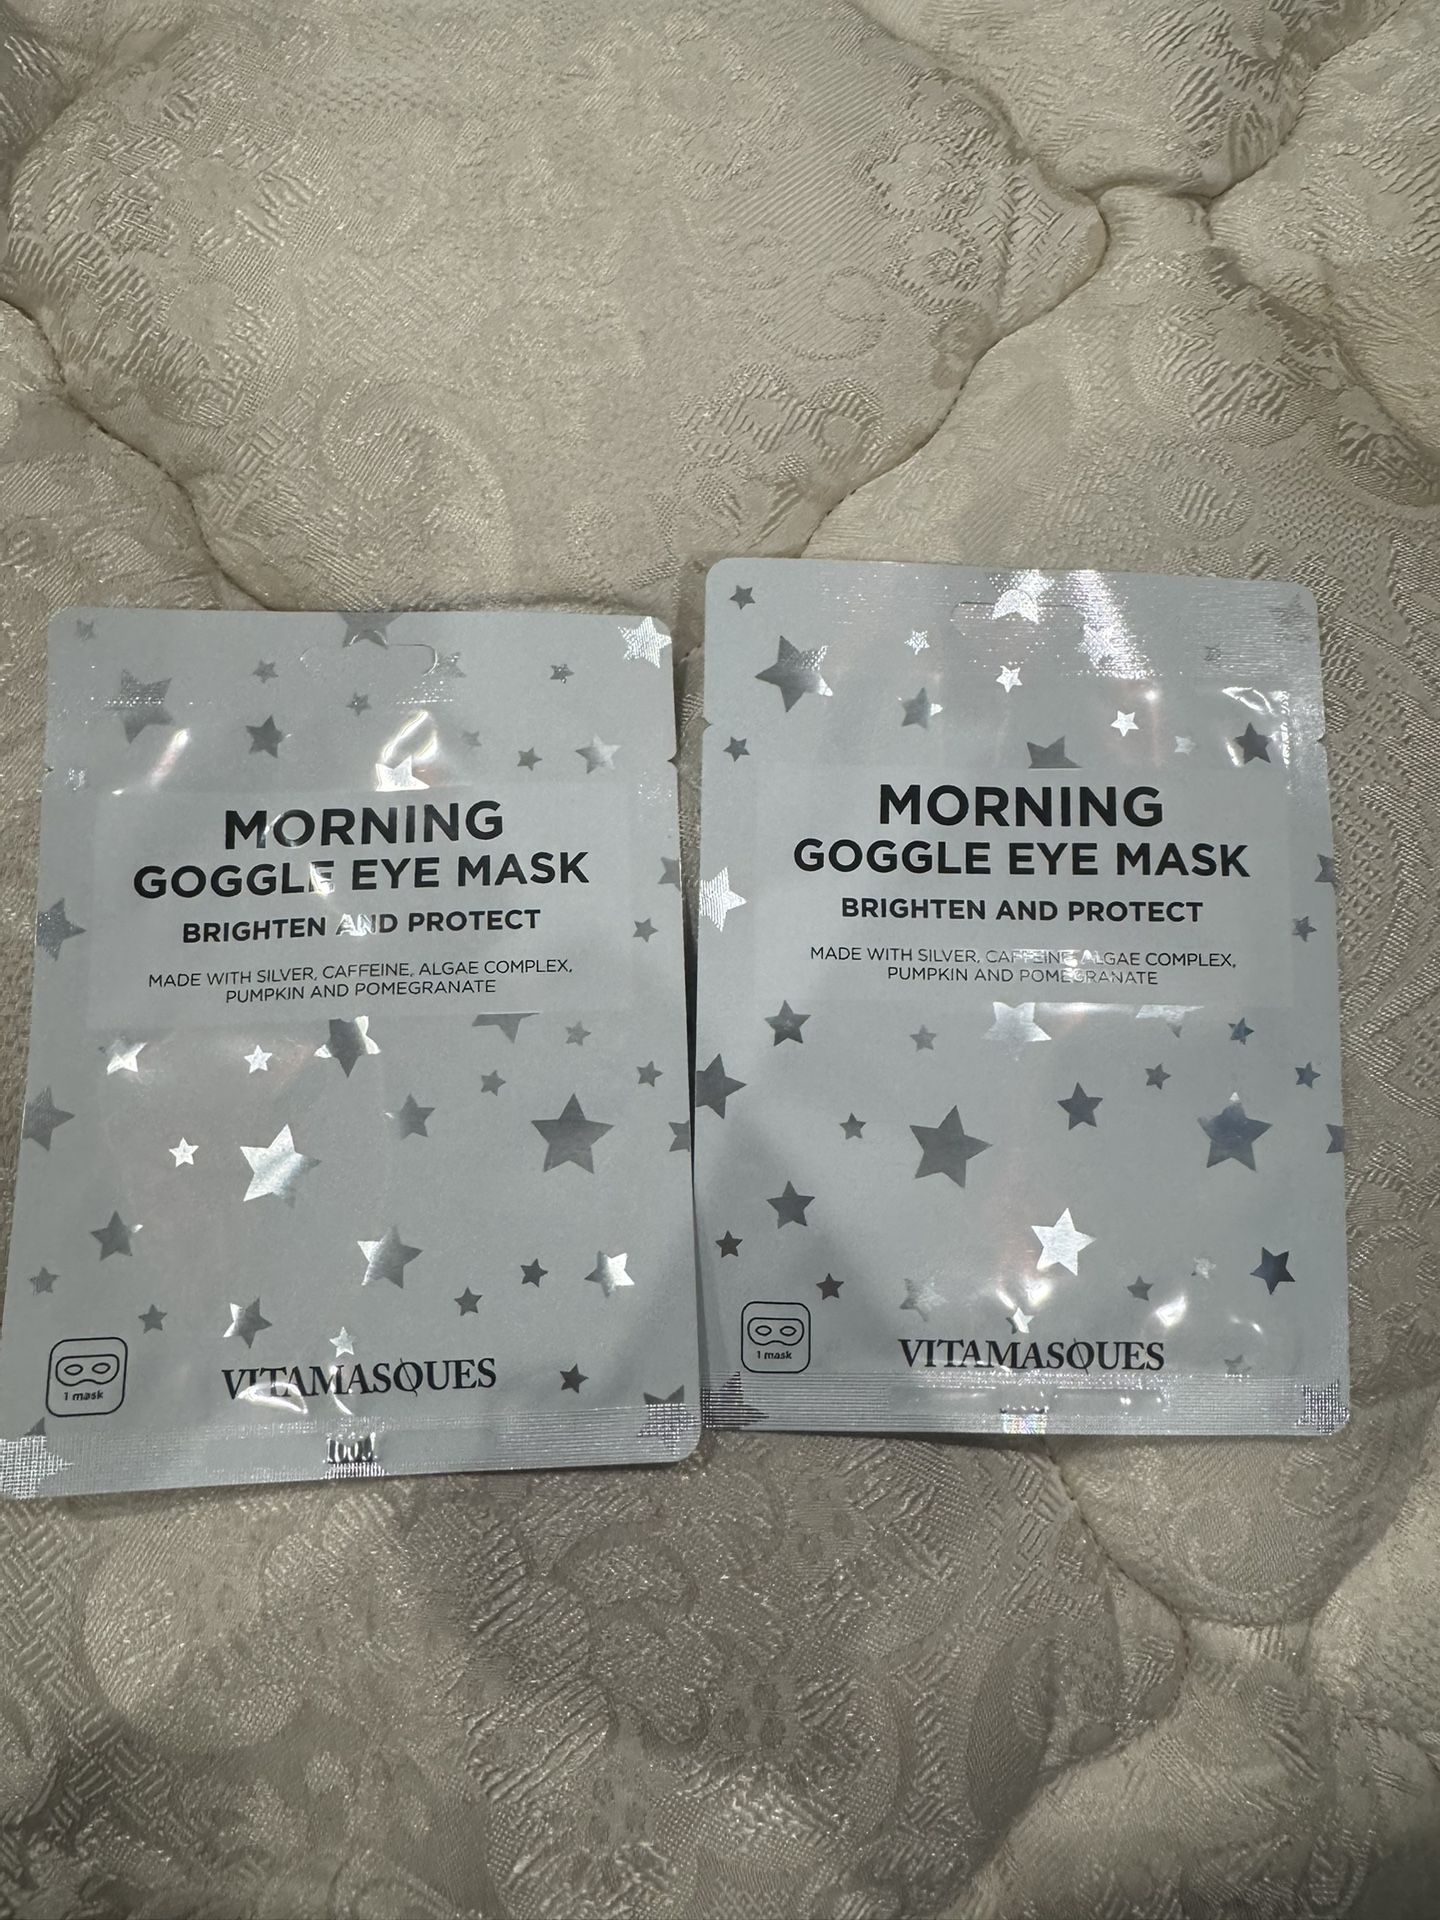 MORNING
GOGGLE EYE MASK
BRIGHTEN AND PROTECT
MADE WITH SILVER, CAFFEINE, ALGAE COMPLEX,
PUMPKIN AND POMEGRANATE
1 mask
VITAMASQUES
MORNING
GOGGLE EYE MASK
BRIGHTEN AND PROTECT
MADE WITH SILVER, CAFFEINE, ALGAE COMPLEX,
PUMPKIN AND POMEGRANATE
1 mask
VITAMASQUES